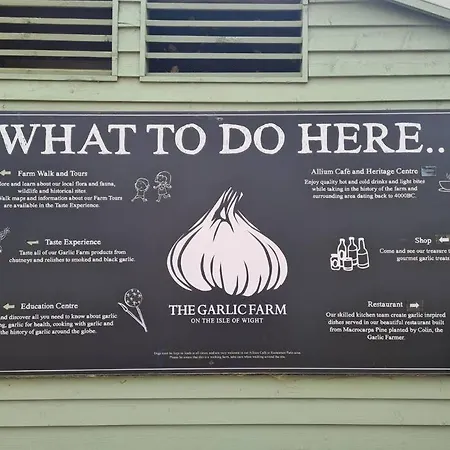 WHAT TO DO HERE..
Farm Walk and Tours
lore and learn about our local flora and fauna,
wildlife and historical sites.
Walk maps and information about our Farm Tours
are available in the Taste Experience.
Taste Experience
Taste all of our Garlic Farm products from
chutneys and relishes to smoked and black garlic.
Education Centre
and discover all you need to know about garlic
ng, garlic for health, cooking with garlic and
the history of garlic around the globe.
THE GARLIC FARM
ON THE ISLE OF WIGHT
Allium Café and Heritage Centre
Enjoy quality hot and cold drinks and light bites
while taking in the history of the farm and
surrounding area dating back to 4000BC.
Shop
Come and see our treasure t
gourmet garlic treats
Restaurant
Our skilled kitchen team create garlic inspired
dishes served in our beautiful restaurant built
from Macrocarpa Pine planted by Colin, the
Garlic Farmer.